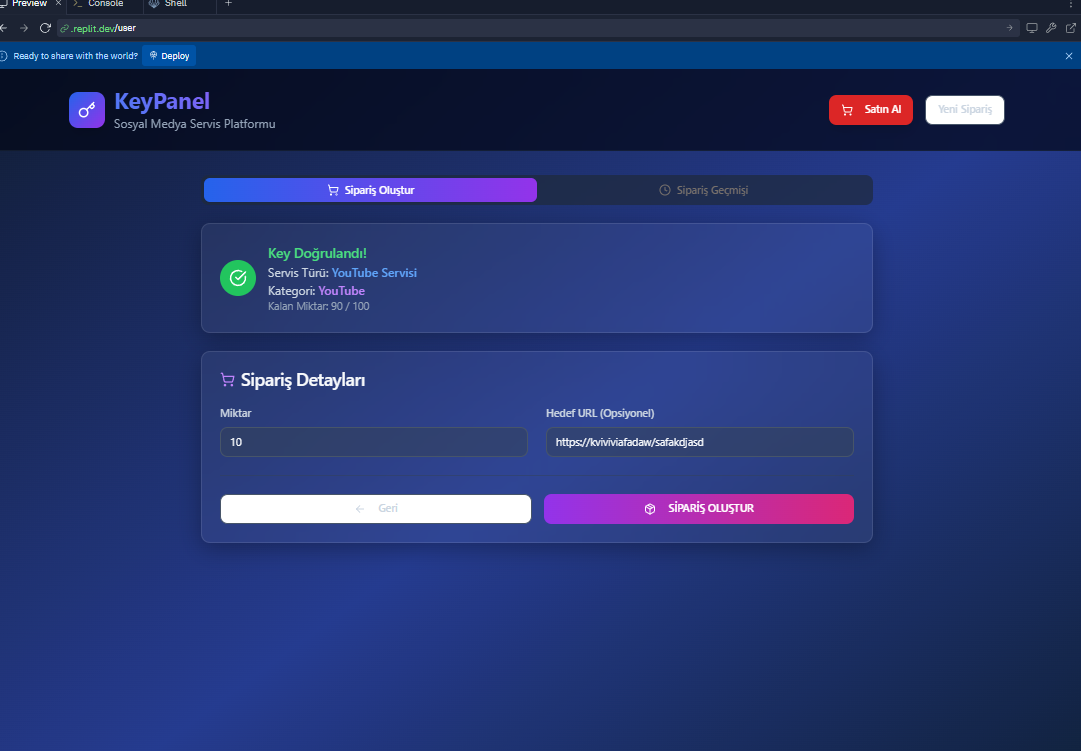 Preview
Console
Shell
.replit.dev/user
Ready to share with the world?
Deploy
KeyPanel
Sosyal Medya Servis Platformu
Satın Al
Yeni Sipariş
Sipariş Oluştur
Sipariş Geçmişi
Key Doğrulandı!
Servis Türü: YouTube Servisi
Kategori: YouTube
Kalan Miktar: 90 / 100
Sipariş Detayları
Miktar
Hedef URL (Opsiyonel)
10
https://kviviviafadaw/safakdjasd
Geri
SİPARİŞ OLUŞTUR